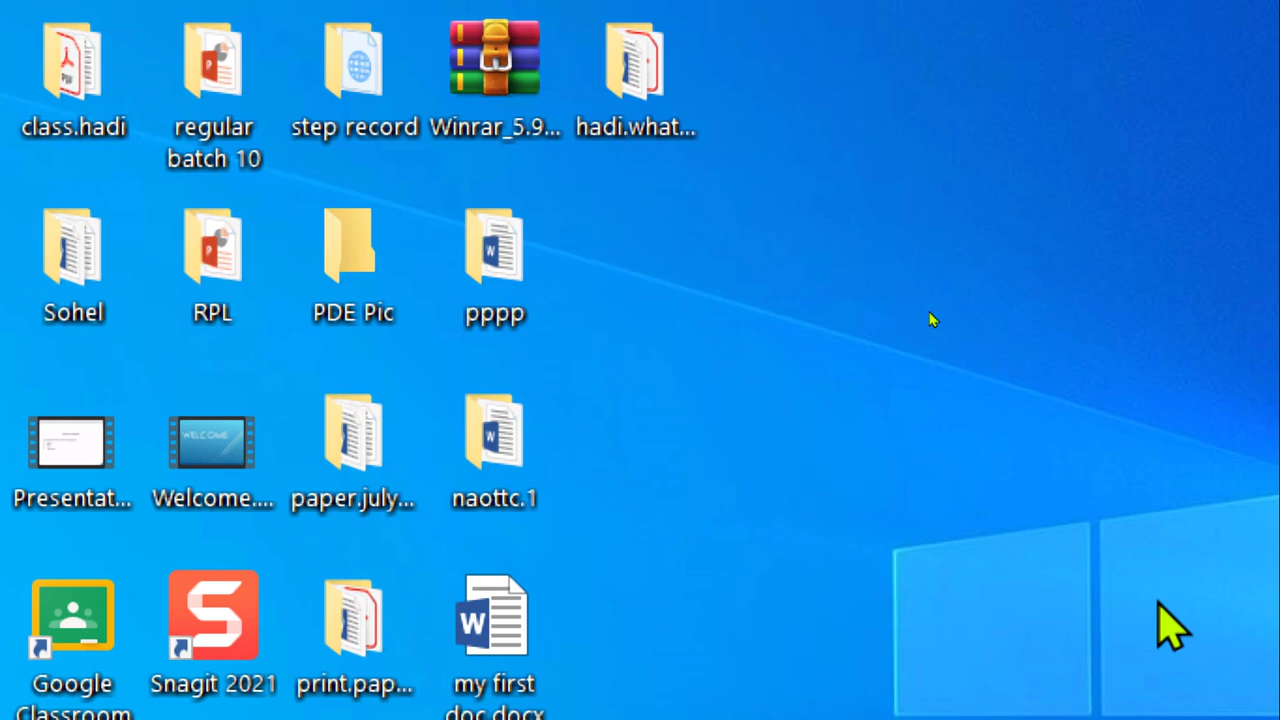 class.hadi
regular
batch 10
step record
Winrar_5.9...
hadi.what...
Sohel
RPL
PDE Pic
pppp
Presentat...
Welcome....
paper.july...
naottc.1
Google
Classroom
Snagit 2021
print.pap...
my first
doc.docx